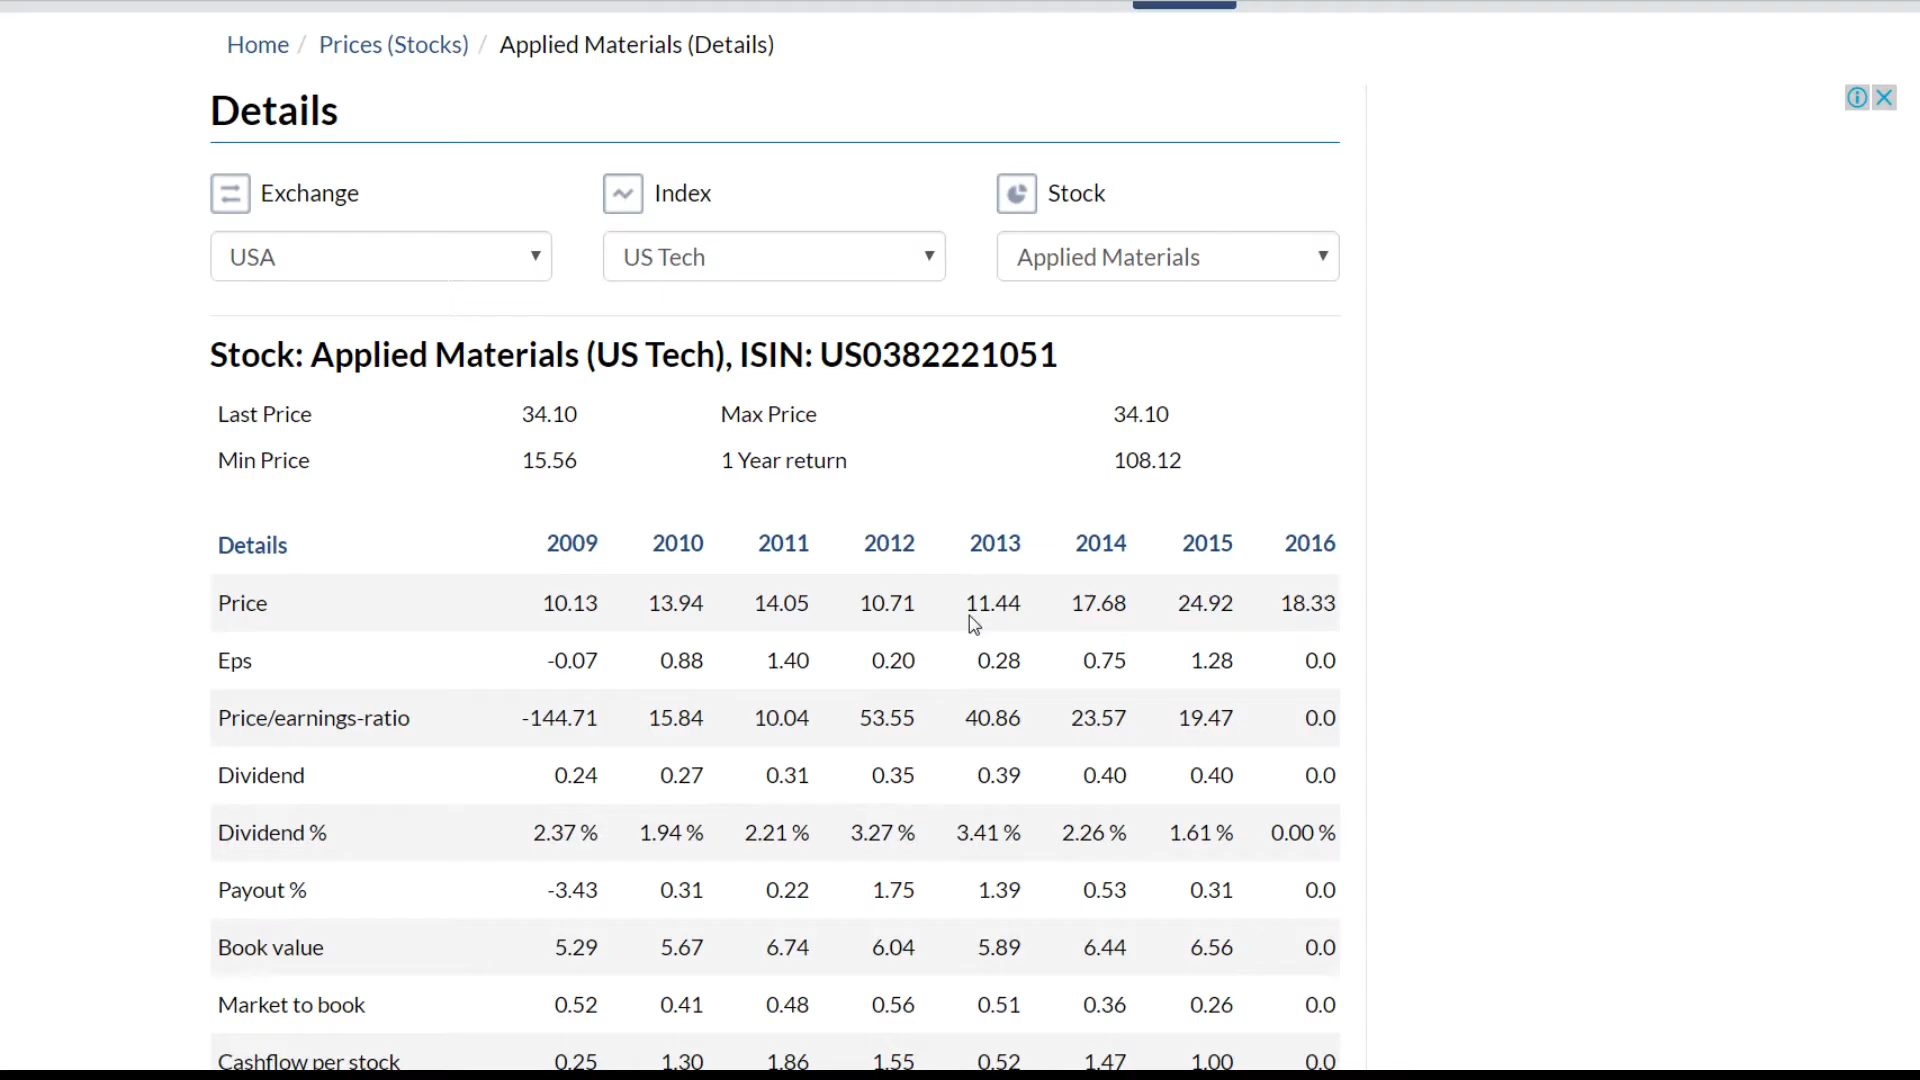 Home / Prices (Stocks) / Applied Materials (Details)
Details
Exchange Index Stock
USA US Tech Applied Materials
Stock: Applied Materials (US Tech), ISIN: US0382221051
Last Price 34.10 Max Price 34.10
Min Price 15.56 1 Year return 108.12
Details 2009 2010 2011 2012 2013 2014 2015 2016
Price 10.13 13.94 14.05 10.71 11.44 17.68 24.92 18.33
Eps -0.07 0.88 1.40 0.20 0.28 0.75 1.28 0.0
Price/earnings-ratio -144.71 15.84 10.04 53.55 40.86 23.57 19.47 0.0
Dividend 0.24 0.27 0.31 0.35 0.39 0.40 0.40 0.0
Dividend % 2.37 % 1.94 % 2.21 % 3.27 % 3.41 % 2.26 % 1.61 % 0.00 %
Payout % -3.43 0.31 0.22 1.75 1.39 0.53 0.31 0.0
Book value 5.29 5.67 6.74 6.04 5.89 6.44 6.56 0.0
Market to book 0.52 0.41 0.48 0.56 0.51 0.36 0.26 0.0
Cashflow per stock 0.25 1.30 1.86 1.55 0.52 1.47 1.00 0.0